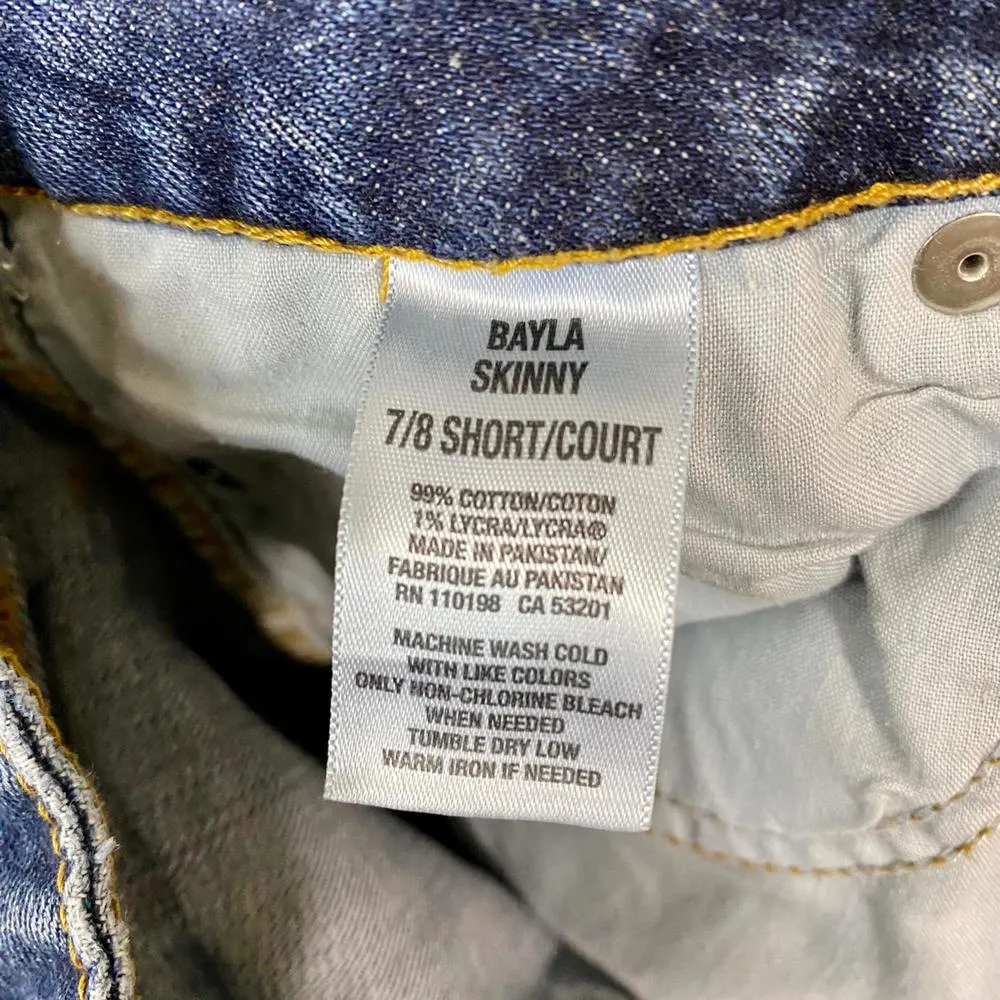 BAYLA
SKINNY
7/8 SHORT/COURT
99% COTTON/COTON
1% LYCRA/LYCRA®
MADE IN PAKISTAN/
FABRIQUE AU PAKISTAN
RN 110198 CA 53201
MACHINE WASH COLD
WITH LIKE COLORS
ONLY NON-CHLORINE BLEACH
WHEN NEEDED
TUMBLE DRY LOW
WARM IRON IF NEEDED